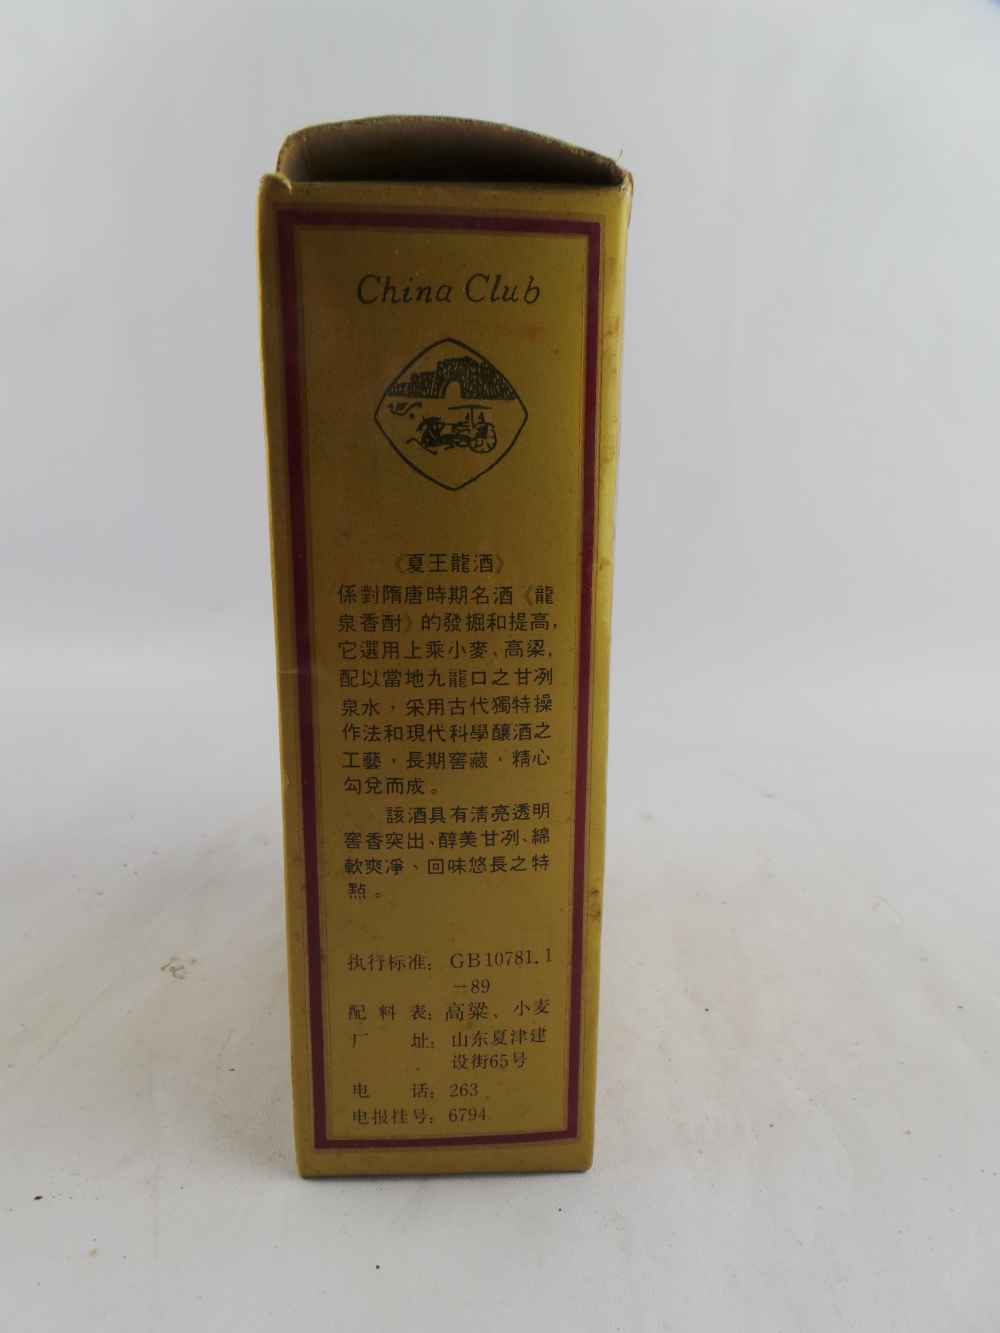 China Club
《夏王龍酒》
係對隋唐時期名酒《龍
泉香酎》的發掘和提高,
它選用上乘小麥、高粱,
配以當地九龍口之甘冽
泉水，采用古代獨特操
作法和現代科學釀酒之
工藝，長期窖藏，精心
勾兌而成。
該酒具有清亮透明
窖香突出、醇美甘冽、綿
軟爽凈、回味悠長之特
點。
执行标准: GB10781.1
-89
配料表: 高粱、小麦
厂址: 山东夏津建
设街65号
电话: 263
电报挂号: 6794